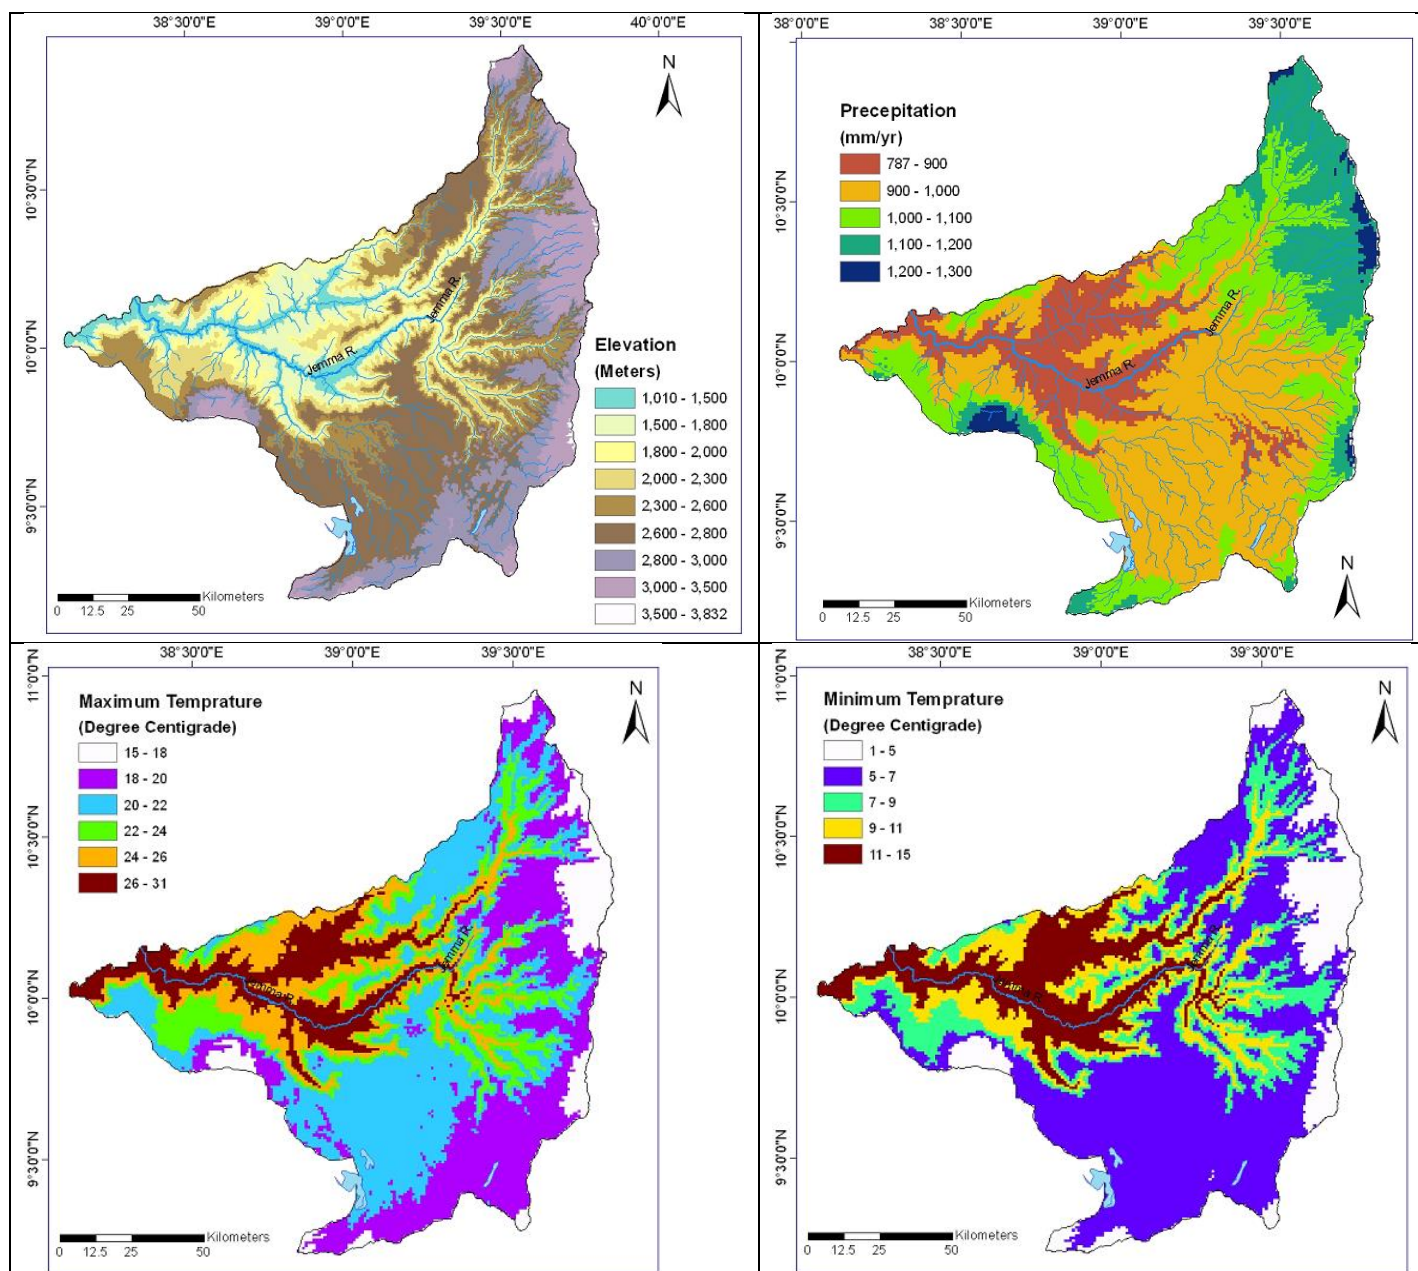 38°30'0"E 39°0'0"E 39°30'0"E 40°0'0"E
N
10°30'0"N
10°0'0"N
9°30'0"N
Jemma R.
Jemma R.
Elevation
(Meters)
1,010 - 1,500
1,500 - 1,800
1,800 - 2,000
2,000 - 2,300
2,300 - 2,600
2,600 - 2,800
2,800 - 3,000
3,000 - 3,500
3,500 - 3,832
Kilometers
0 12.5 25 50
38°0'0"E 38°30'0"E 39°0'0"E 39°30'0"E
Precepitation
(mm/yr)
787 - 900
900 - 1,000
1,000 - 1,100
1,100 - 1,200
1,200 - 1,300
10°30'0"N
10°0'0"N
9°30'0"N
Jemma R.
Jemma R.
N
Kilometers
0 12.5 25 50
38°30'0"E 39°0'0"E 39°30'0"E
11°0'0"N
10°30'0"N
10°0'0"N
9°30'0"N
Maximum Temprature
(Degree Centigrade)
15 - 18
18 - 20
20 - 22
22 - 24
24 - 26
26 - 31
N
Jemma R.
Jemma R.
Kilometers
0 12.5 25 50
38°30'0"E 39°0'0"E 39°30'0"E
11°0'0"N
10°30'0"N
10°0'0"N
9°30'0"N
Minimum Temprature
(Degree Centigrade)
1 - 5
5 - 7
7 - 9
9 - 11
11 - 15
N
Jemma R.
Jemma R.
Kilometers
0 12.5 25 50